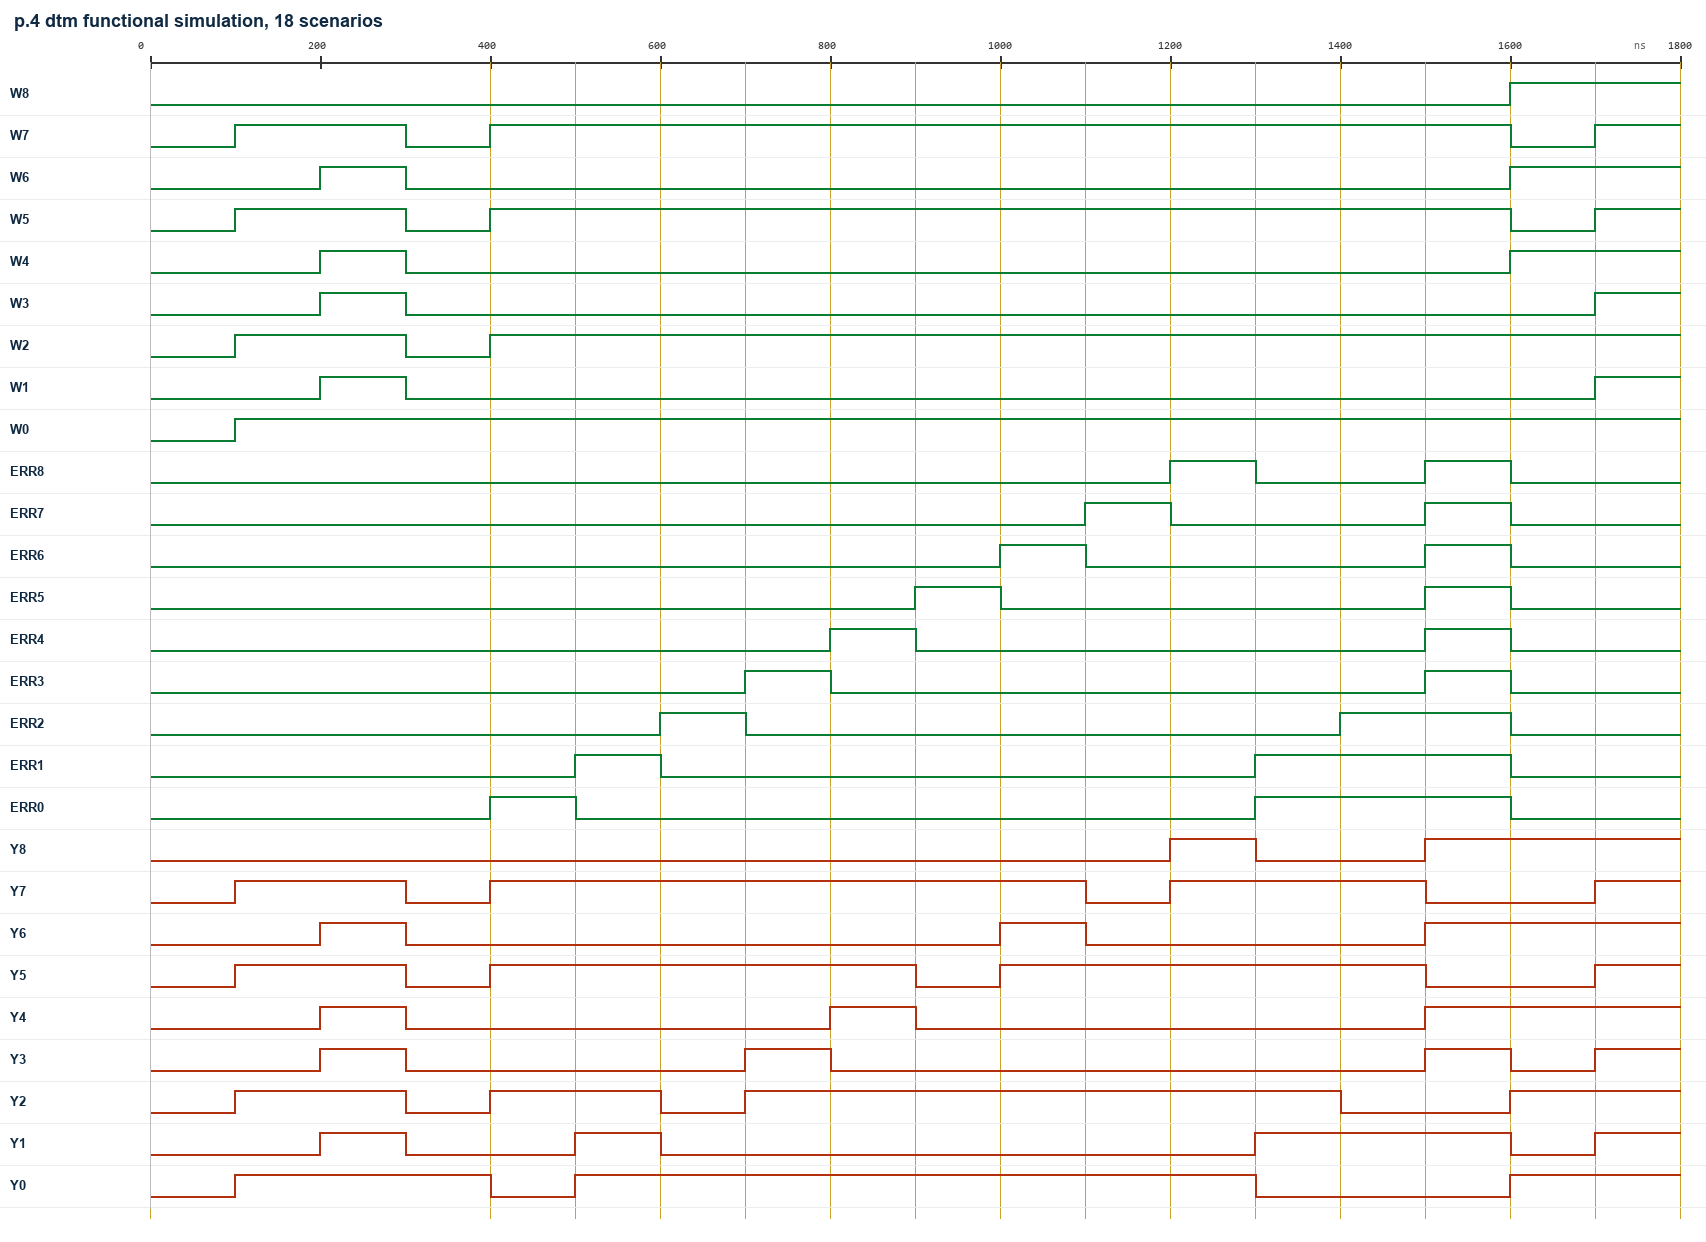 p.4 dtm functional simulation, 18 scenarios
0 200 400 600 800 1000 1200 1400 1600 ns 1800
W8
W7
W6
W5
W4
W3
W2
W1
W0
ERR8
ERR7
ERR6
ERR5
ERR4
ERR3
ERR2
ERR1
ERR0
Y8
Y7
Y6
Y5
Y4
Y3
Y2
Y1
Y0